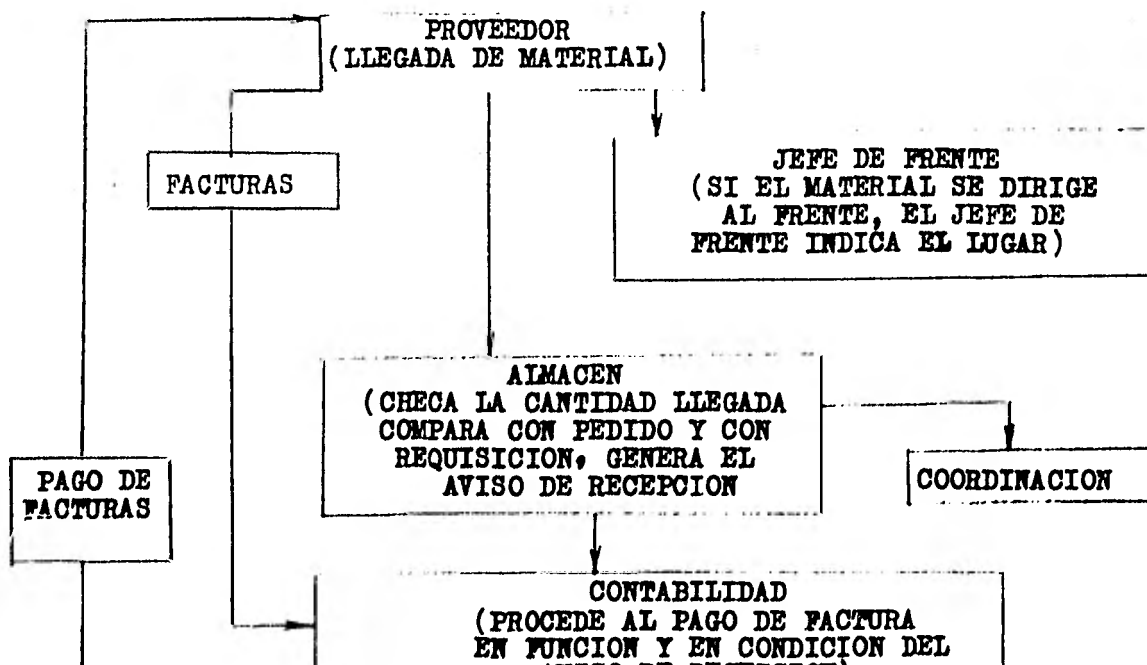 PROVEEDOR
(LLEGADA DE MATERIAL)
FACTURAS
JEFE DE FRENTE
(SI EL MATERIAL SE DIRIGE
AL FRENTE, EL JEFE DE
FRENTE INDICA EL LUGAR)
ALMACEN
(CHECA LA CANTIDAD LLEGADA
COMPARA CON PEDIDO Y CON
REQUISICION, GENERA EL
AVISO DE RECEPCION
PAGO DE
FACTURAS
COORDINACION
CONTABILIDAD
(PROCEDE AL PAGO DE FACTURA
EN FUNCION Y EN CONDICION DEL